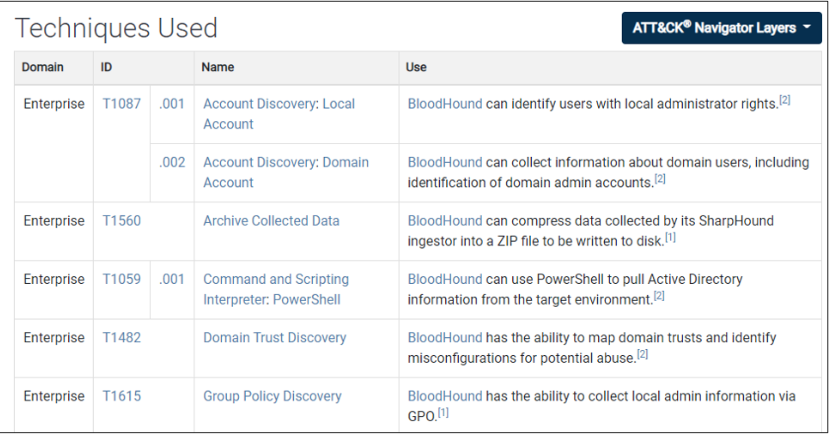 Techniques Used
ATT&CK® Navigator Layers
Domain ID Name Use
Enterprise T1087 .001 Account Discovery: Local BloodHound can identify users with local administrator rights.[2]
Account
.002 Account Discovery: Domain BloodHound can collect information about domain users, including
Account identification of domain admin accounts.[2]
Enterprise T1560 Archive Collected Data BloodHound can compress data collected by its SharpHound
ingestor into a ZIP file to be written to disk.[1]
Enterprise T1059 .001 Command and Scripting BloodHound can use PowerShell to pull Active Directory
Interpreter: PowerShell information from the target environment.[2]
Enterprise T1482 Domain Trust Discovery BloodHound has the ability to map domain trusts and identify
misconfigurations for potential abuse.[2]
Enterprise T1615 Group Policy Discovery BloodHound has the ability to collect local admin information via
GPO.[1]